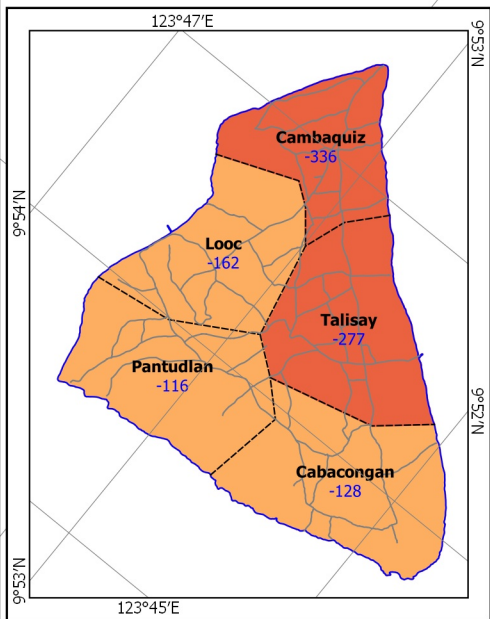 123°47'E
9°53'N
Cambaquiz
-336
9°54'N
Looc
-162
Talisay
-277
Pantudlan
-116
9°52'N
Cabacongan
-128
9°53'N
123°45'E